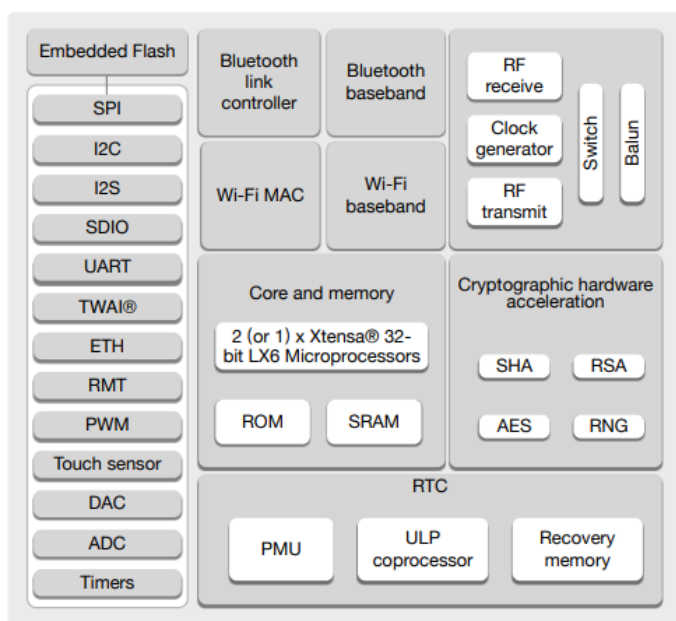 Embedded Flash
SPI
I2C
I2S
SDIO
UART
TWAI®
ETH
RMT
PWM
Touch sensor
DAC
ADC
Timers
Bluetooth
link
controller
Bluetooth
baseband
Wi-Fi MAC
Wi-Fi
baseband
RF
receive
Clock
generator
RF
transmit
Switch
Balun
Core and memory
2 (or 1) x Xtensa® 32-
bit LX6 Microprocessors
ROM
SRAM
Cryptographic hardware
acceleration
SHA
RSA
AES
RNG
RTC
PMU
ULP
coprocessor
Recovery
memory